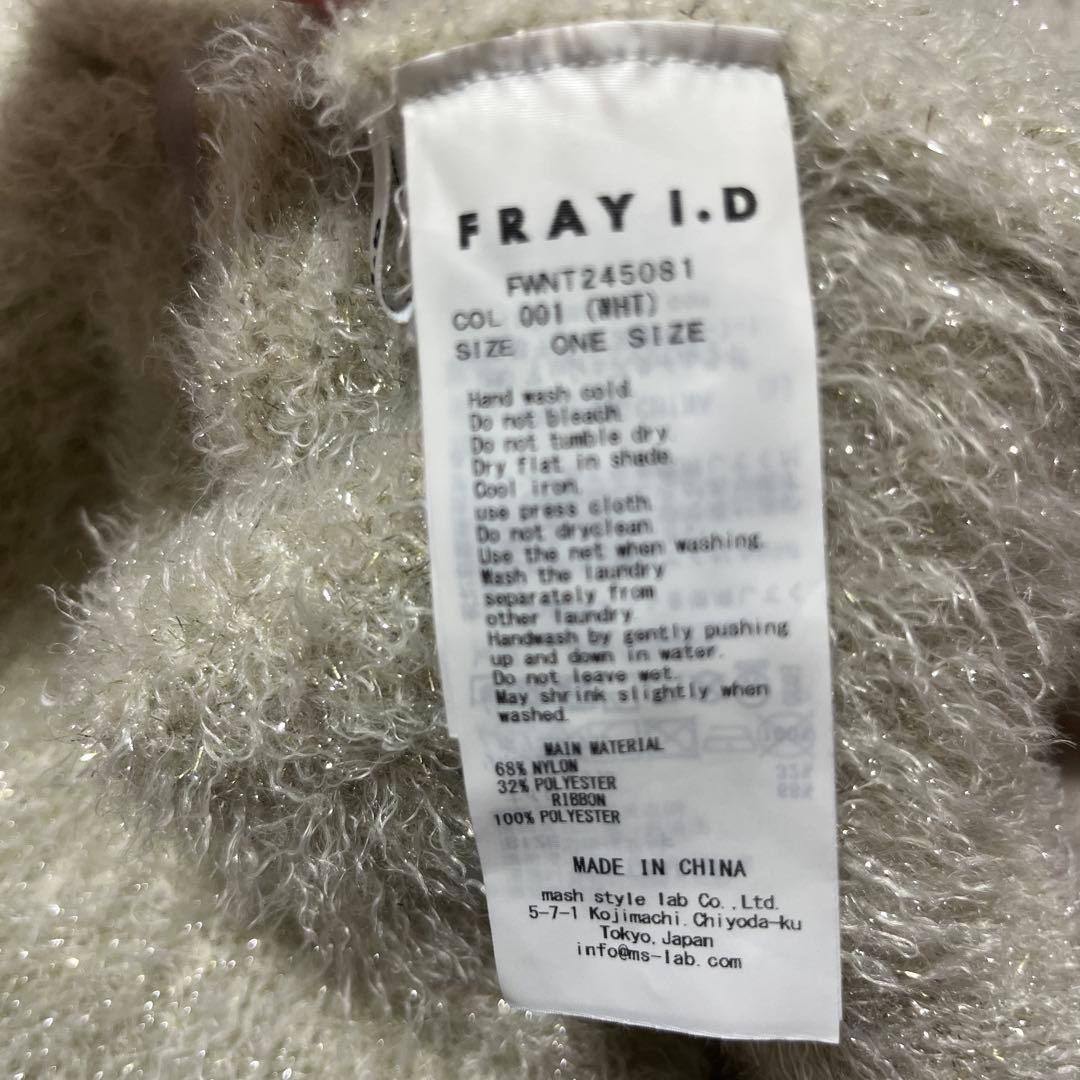 FRAY I.D
FWNT245081
COL 001 (WHT)
SIZE ONE SIZE
Hand wash cold.
Do not bleach.
Do not tumble dry.
Dry flat in shade.
Cool iron.
use press cloth.
Do not dryclean.
Use the net when washing.
Wash the laundry
separately from
other laundry.
Handwash by gently pushing
up and down in water.
Do not leave wet.
May shrink slightly when
washed.
MAIN MATERIAL
68% NYLON
32% POLYESTER
RIBBON
100% POLYESTER
MADE IN CHINA
mash style lab Co.,Ltd.
5-7-1 Kojimachi.Chiyoda-ku
Tokyo.Japan
info@ms-lab.com